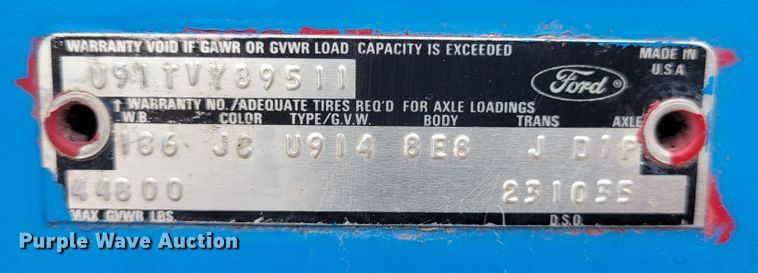 WARRANTY VOID IF GAWR OR GVWR LOAD CAPACITY IS EXCEEDED
MADE IN
U.S.A.
U91TVY89511
Ford®
↑ WARRANTY NO./ADEQUATE TIRES REQ'D FOR AXLE LOADINGS
W.B. COLOR TYPE/G.V.W. BODY TRANS AXLE
186 J8 U914 8E8 J D1P
44800 231035
MAX GVWR LBS. D.S.O.
Purple Wave Auction